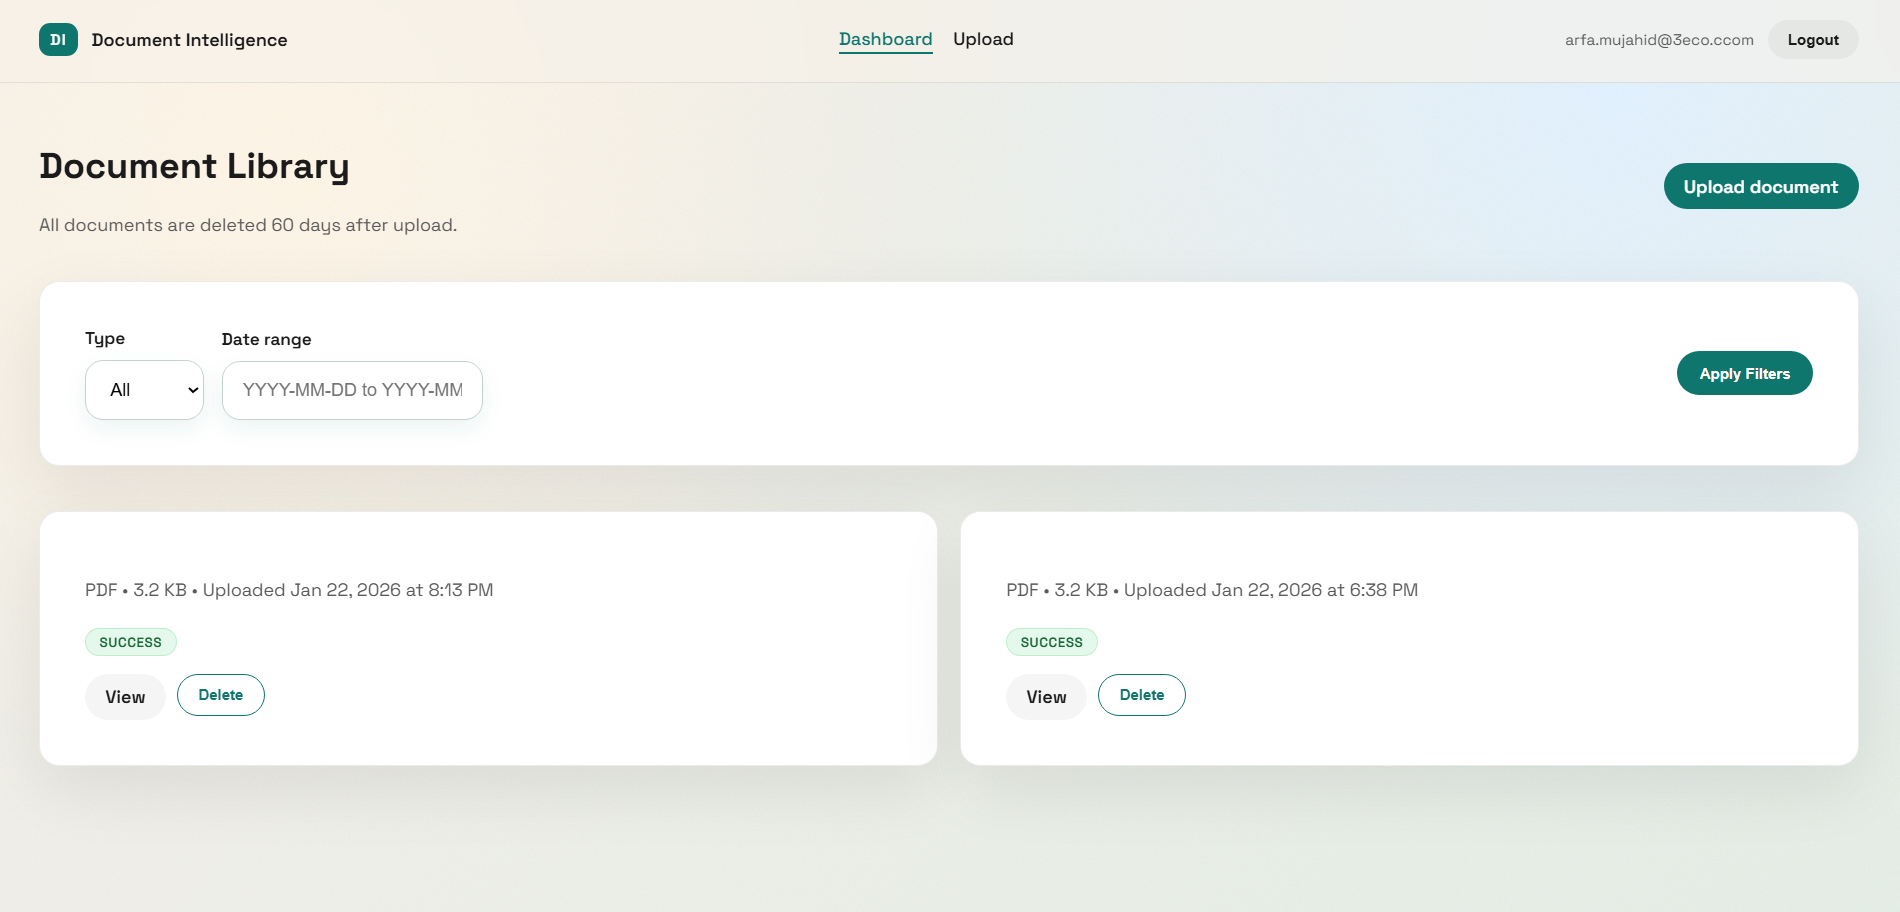 DI Document Intelligence Dashboard Upload arfa.mujahid@3eco.ccom Logout
Document Library
Upload document
All documents are deleted 60 days after upload.
Type Date range
All YYYY-MM-DD to YYYY-MM
Apply Filters
PDF • 3.2 KB • Uploaded Jan 22, 2026 at 8:13 PM
SUCCESS
View Delete
PDF • 3.2 KB • Uploaded Jan 22, 2026 at 6:38 PM
SUCCESS
View Delete